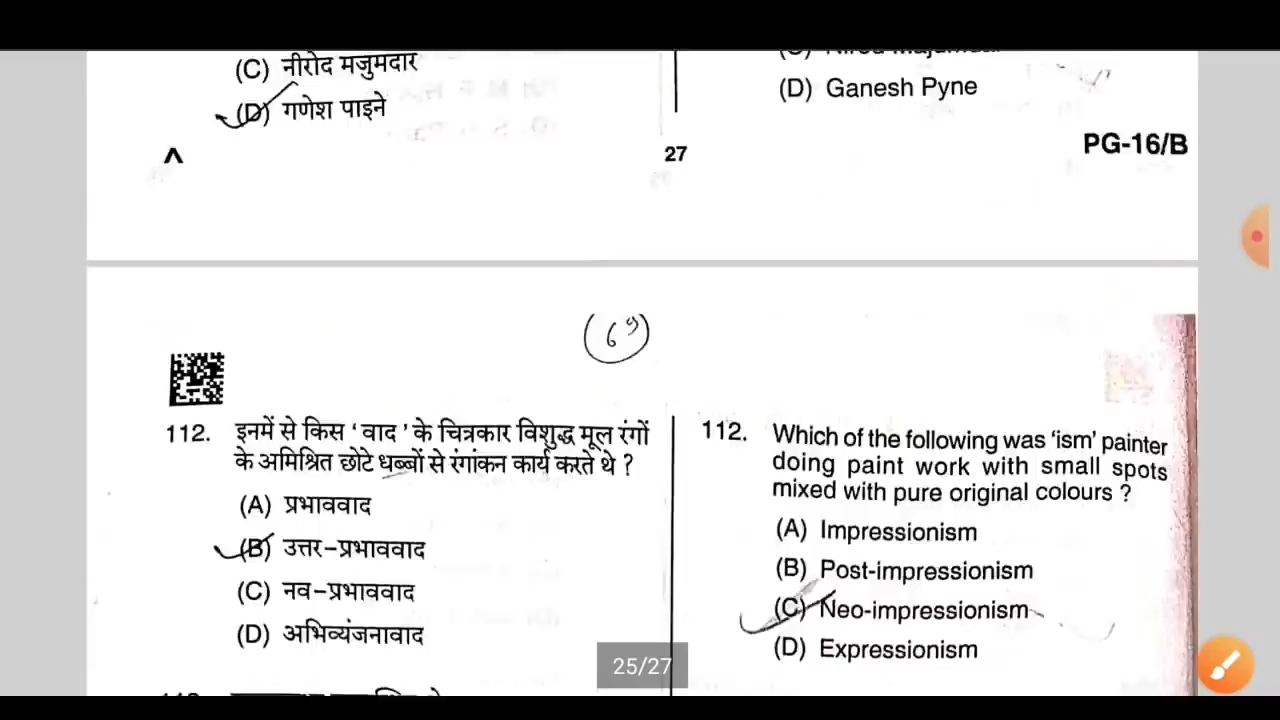 (C) नीरोद मजुमदार
(D) गणेश पाइने
(D) Ganesh Pyne
^
27
PG-16/B
69
112. इनमें से किस ‘ वाद ’ के चित्रकार विशुद्ध मूल रंगों
के अमिश्रित छोटे धब्बों से रंगांकन कार्य करते थे ?
(A) प्रभाववाद
(B) उत्तर-प्रभाववाद
(C) नव-प्रभाववाद
(D) अभिव्यंजनावाद
112. Which of the following was ‘ism’ painter
doing paint work with small spots
mixed with pure original colours ?
(A) Impressionism
(B) Post-impressionism
(C) Neo-impressionism
(D) Expressionism
25/27